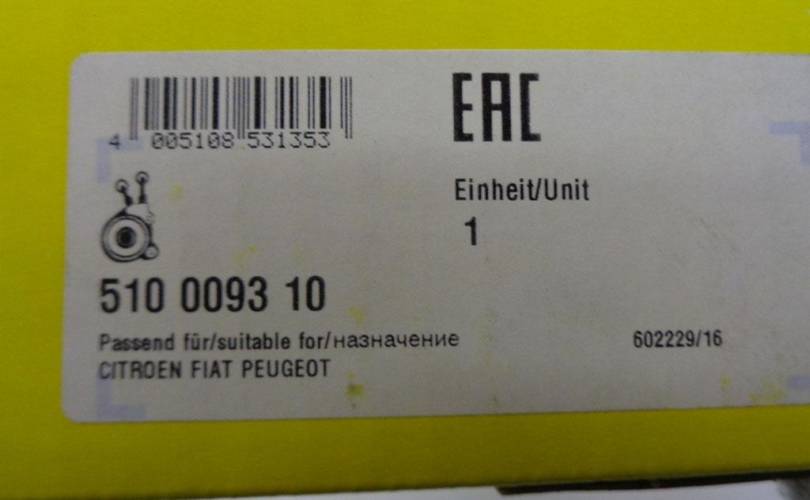 4 005108 531353
EAC
Einheit/Unit
1
510 0093 10
Passend für/suitable for/назначение
602229/16
CITROEN FIAT PEUGEOT